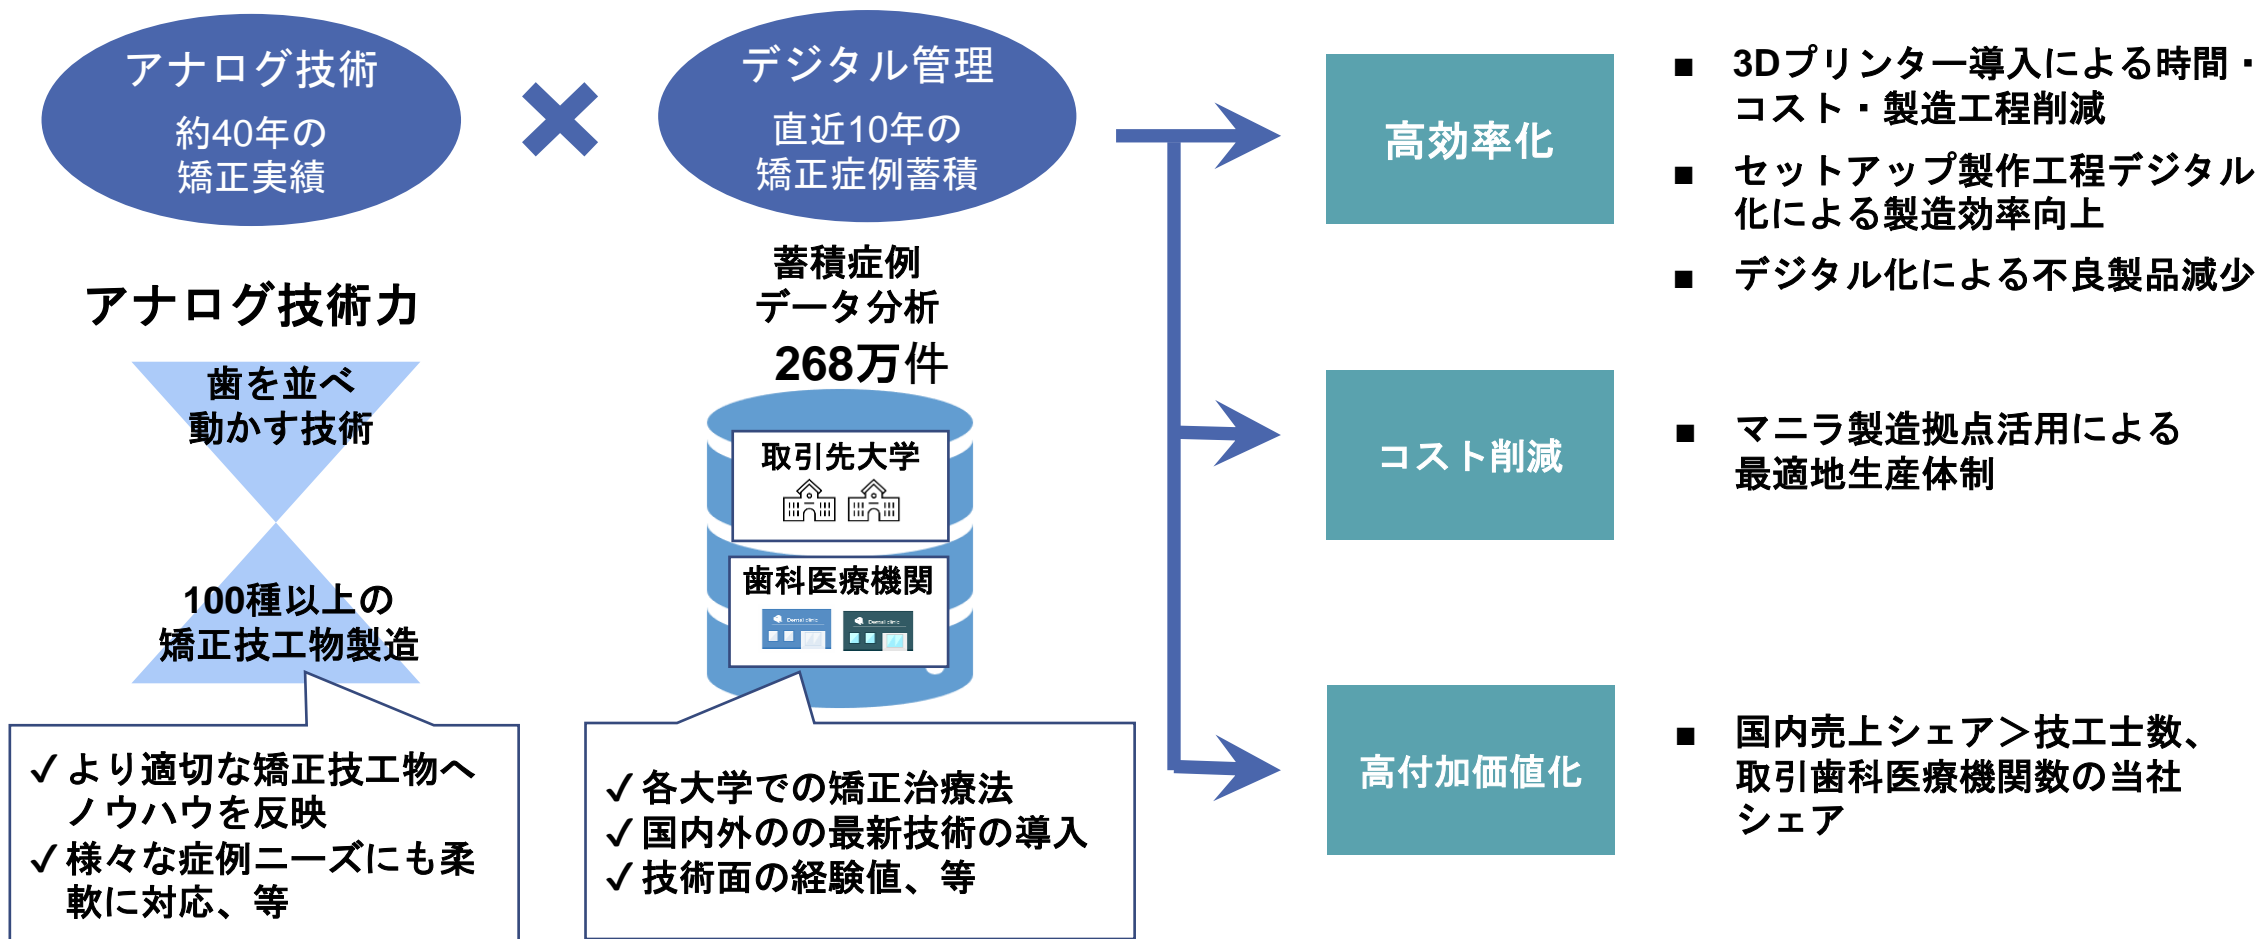 アナログ技術
約40年の
矯正実績
デジタル管理
直近10年の
矯正症例蓄積
アナログ技術力
歯を並べ
動かす技術
100種以上の
矯正技工物製造
✓より適切な矯正技工物へ
ノウハウを反映
✓様々な症例ニーズにも柔
軟に対応、等
蓄積症例
データ分析
268万件
取引先大学
歯科医療機関
Dental clinic
Dental clinic
✓各大学での矯正治療法
✓国内外のの最新技術の導入
✓技術面の経験値、等
高効率化
■ 3Dプリンター導入による時間・
コスト・製造工程削減
■ セットアップ製作工程デジタル
化による製造効率向上
■ デジタル化による不良製品減少
コスト削減
■ マニラ製造拠点活用による
最適地生産体制
高付加価値化
■ 国内売上シェア＞技工士数、
取引歯科医療機関数の当社
シェア